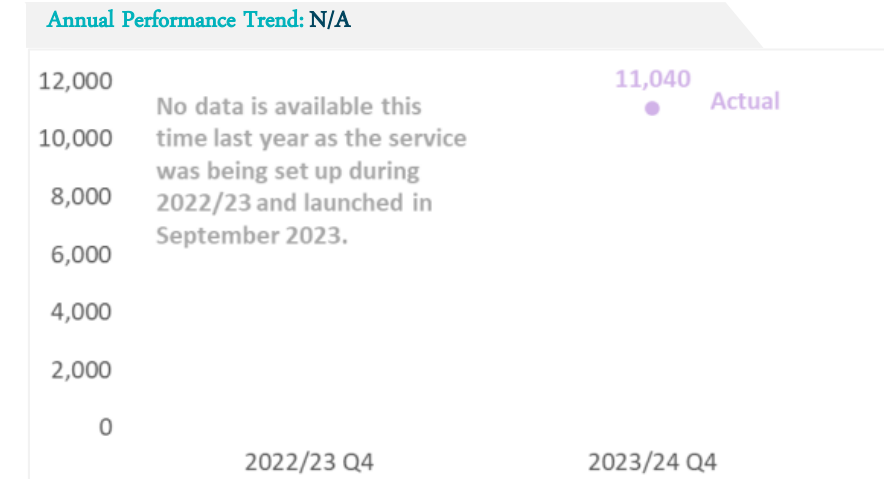 Annual Performance Trend: N/A
12,000
10,000
8,000
6,000
4,000
2,000
0
No data is available this
time last year as the service
was being set up during
2022/23 and launched in
September 2023.
11,040
Actual
2022/23 Q4
2023/24 Q4